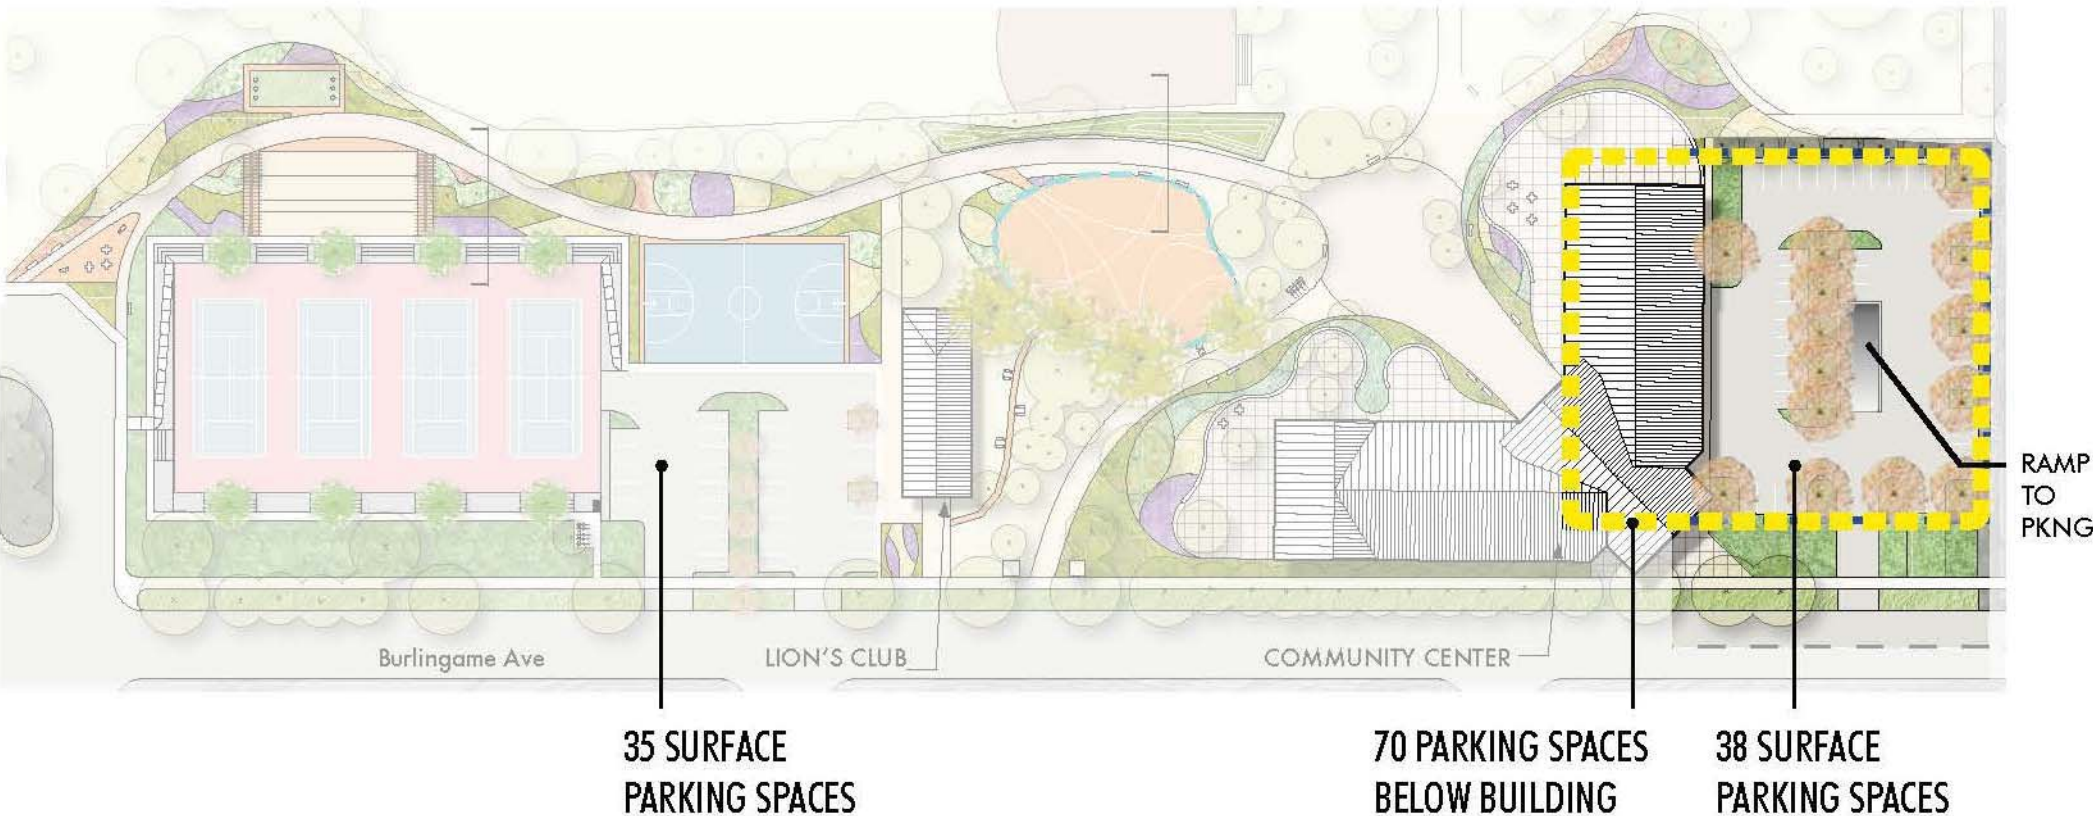 RAMP
TO
PKNG
Burlingame Ave
LION'S CLUB
COMMUNITY CENTER
35 SURFACE
PARKING SPACES
70 PARKING SPACES
BELOW BUILDING
38 SURFACE
PARKING SPACES